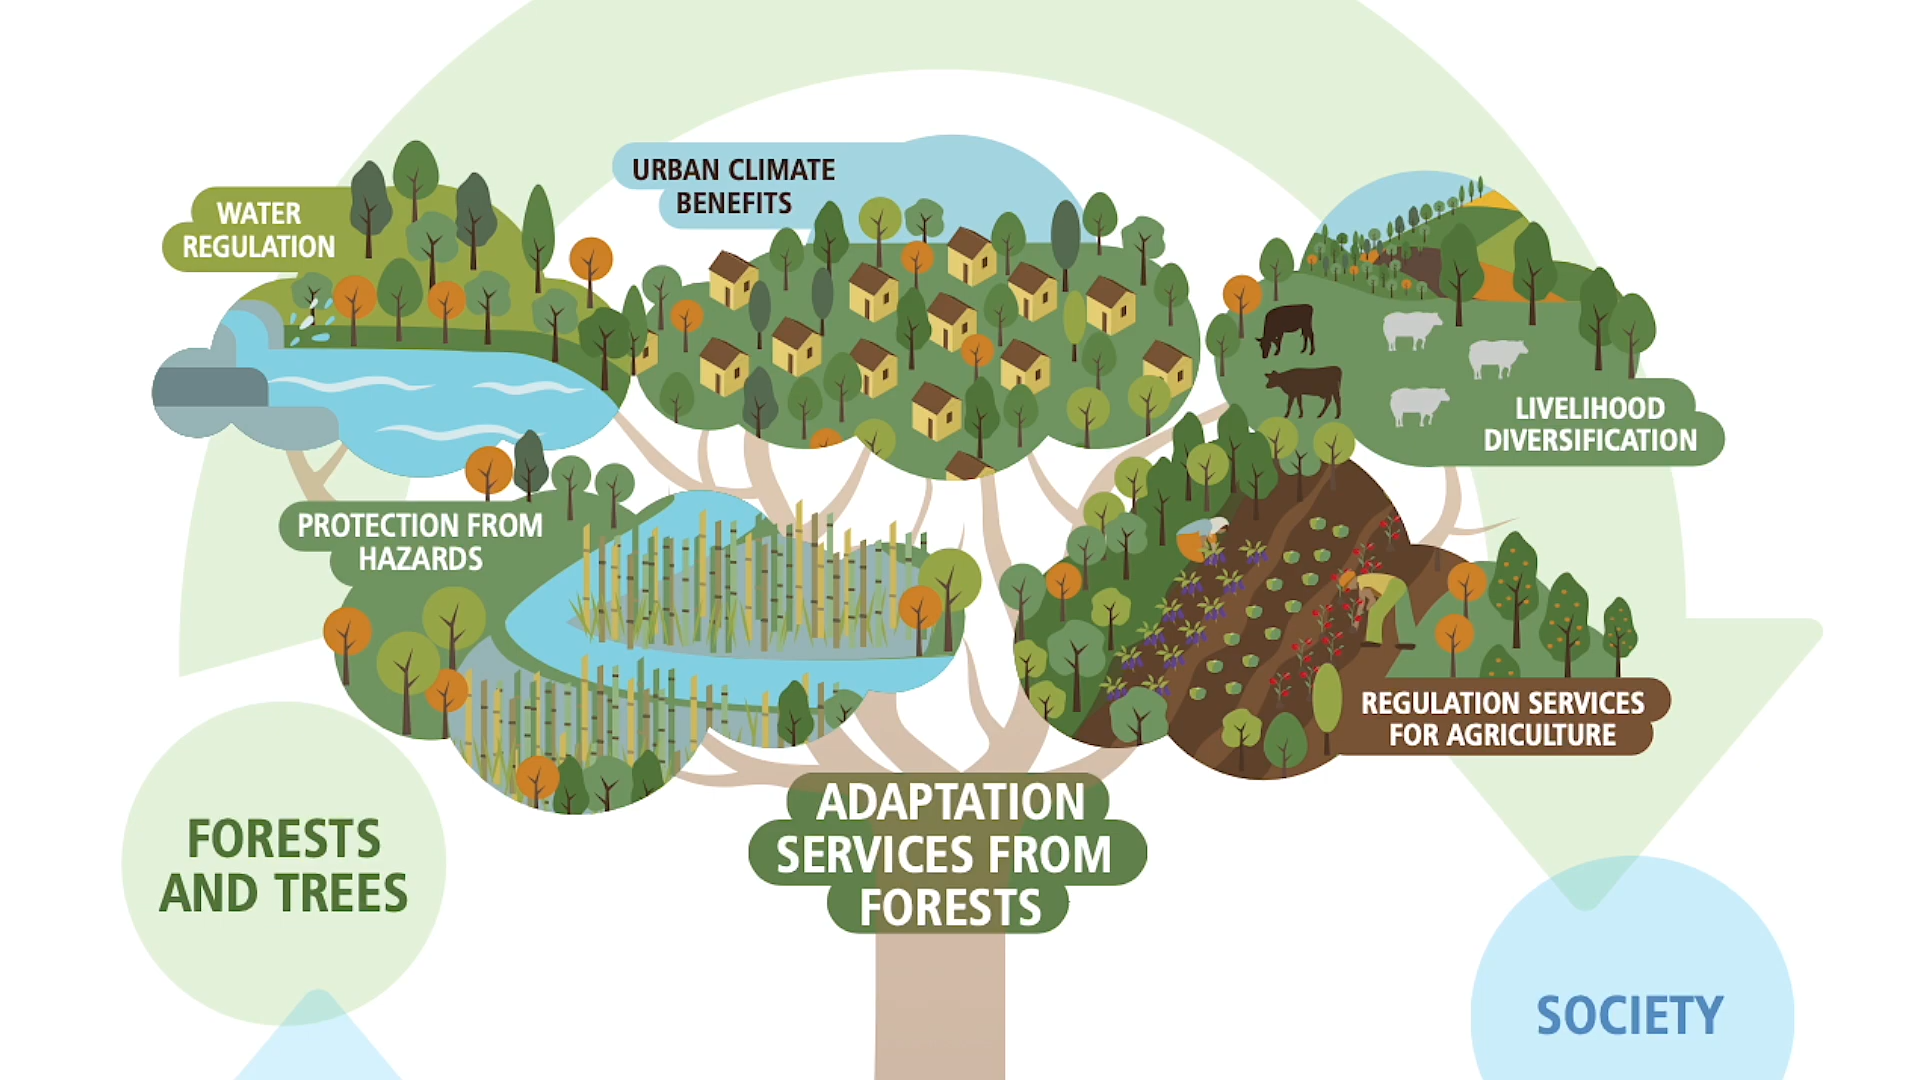 URBAN CLIMATE
BENEFITS
WATER
REGULATION
LIVELIHOOD
DIVERSIFICATION
PROTECTION FROM
HAZARDS
REGULATION SERVICES
FOR AGRICULTURE
ADAPTATION
SERVICES FROM
FORESTS
FORESTS
AND TREES
SOCIETY